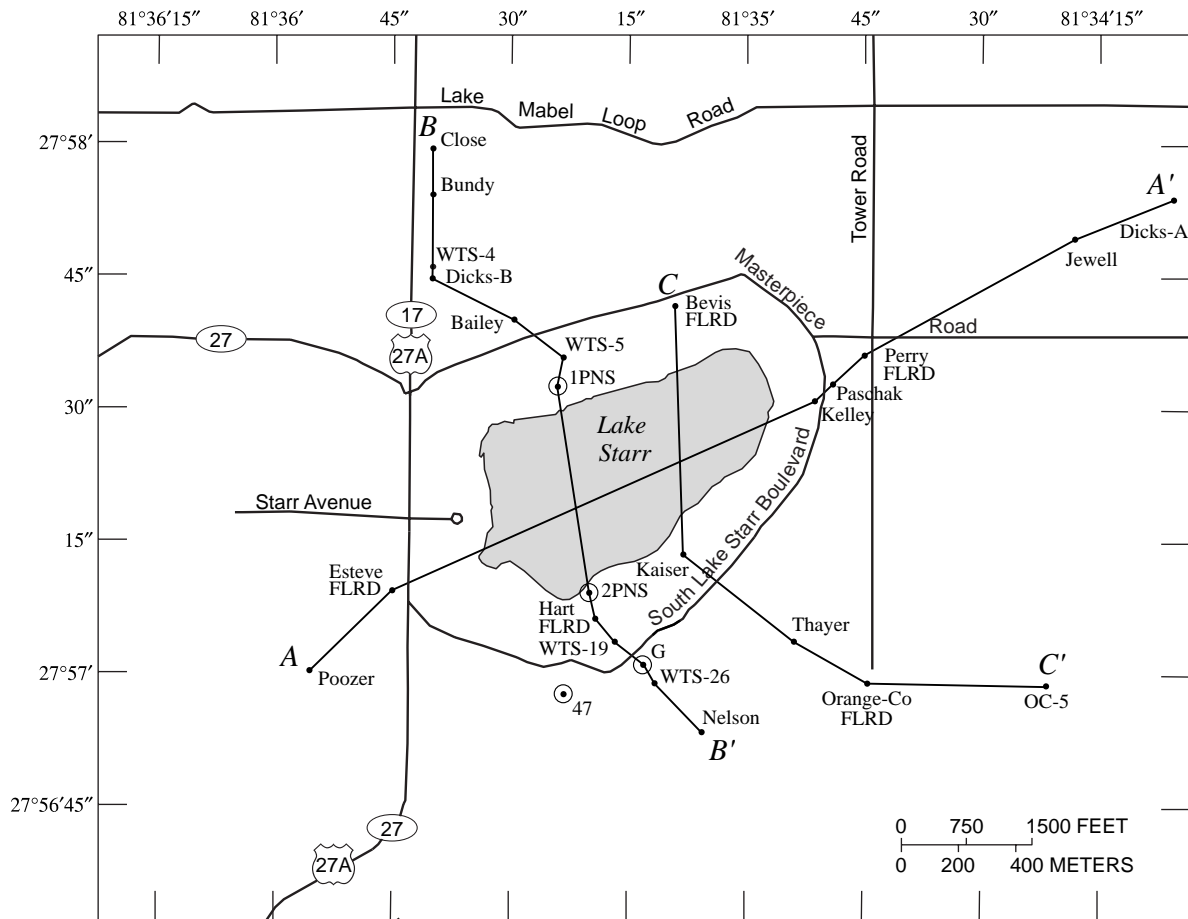 81°36′15″ 81°36′ 45″ 30″ 15″ 81°35′ 45″ 30″ 81°34′15″
Lake Mabel Loop Road
27°58′
B
Close
Bundy
Tower Road
A′
Dicks-A
Jewell
WTS-4
45″
Dicks-B
Masterpiece
C
Bevis
FLRD
17
27
27A
Bailey
Road
WTS-5
Perry
FLRD
1PNS
Paschak
30″
Kelley
Lake
Starr
South Lake Starr Boulevard
Starr Avenue
15″
Kaiser
Esteve
FLRD
2PNS
Hart
FLRD
Thayer
WTS-19
G
A
27°57′
Poozer
WTS-26
C′
Orange-Co
FLRD
OC-5
47
Nelson
B′
27°56′45″
27
27A
0 750 1500 FEET
0 200 400 METERS